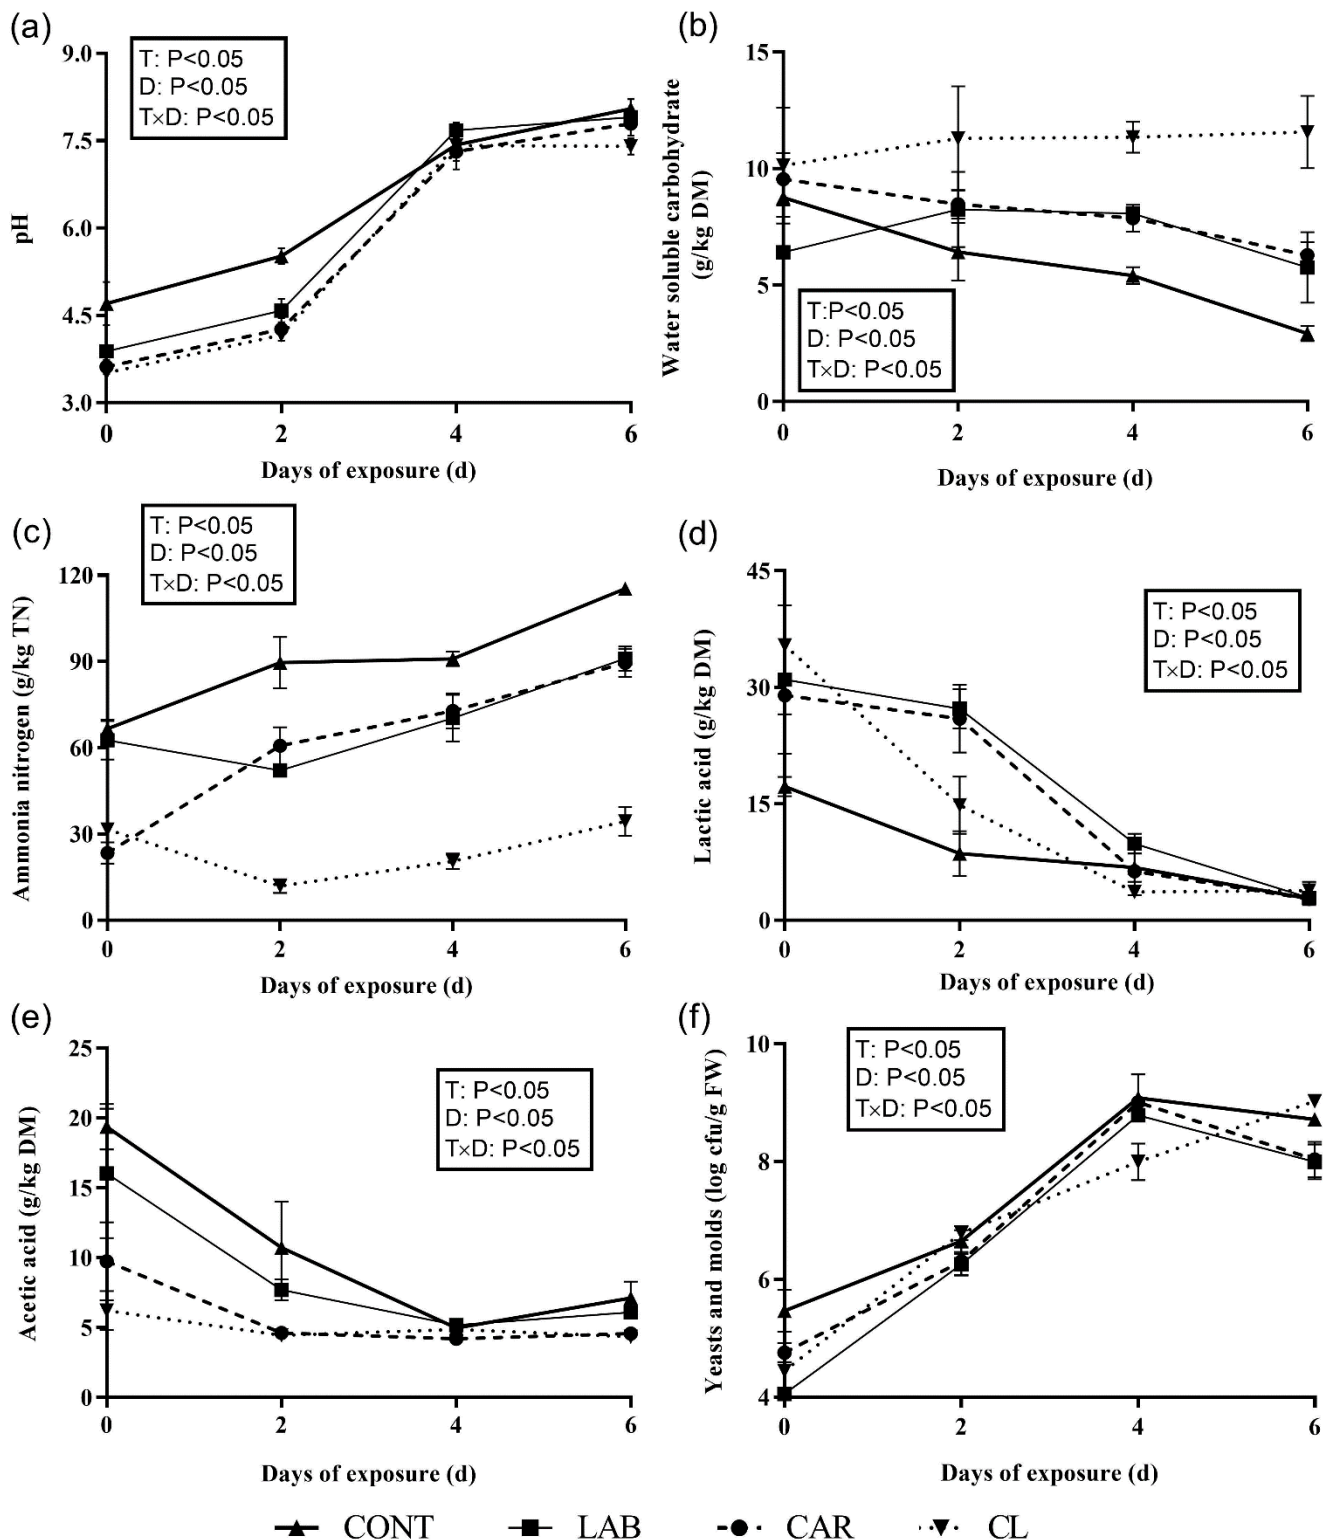 (a)
9.0
7.5
6.0
4.5
3.0
pH
T: P<0.05
D: P<0.05
T×D: P<0.05
0 2 4 6
Days of exposure (d)
(b)
15
10
5
0
Water soluble carbohydrate
(g/kg DM)
T:P<0.05
D: P<0.05
T×D: P<0.05
0 2 4 6
Days of exposure (d)
(c)
120
90
60
30
0
Ammonia nitrogen (g/kg TN)
T: P<0.05
D: P<0.05
T×D: P<0.05
0 2 4 6
Days of exposure (d)
(d)
45
30
15
0
Lactic acid (g/kg DM)
T: P<0.05
D: P<0.05
T×D: P<0.05
0 2 4 6
Days of exposure (d)
(e)
25
20
15
10
5
0
Acetic acid (g/kg DM)
T: P<0.05
D: P<0.05
T×D: P<0.05
0 2 4 6
Days of exposure (d)
(f)
10
8
6
4
Yeasts and molds (log cfu/g FW)
T: P<0.05
D: P<0.05
T×D: P<0.05
0 2 4 6
Days of exposure (d)
CONT LAB CAR CL